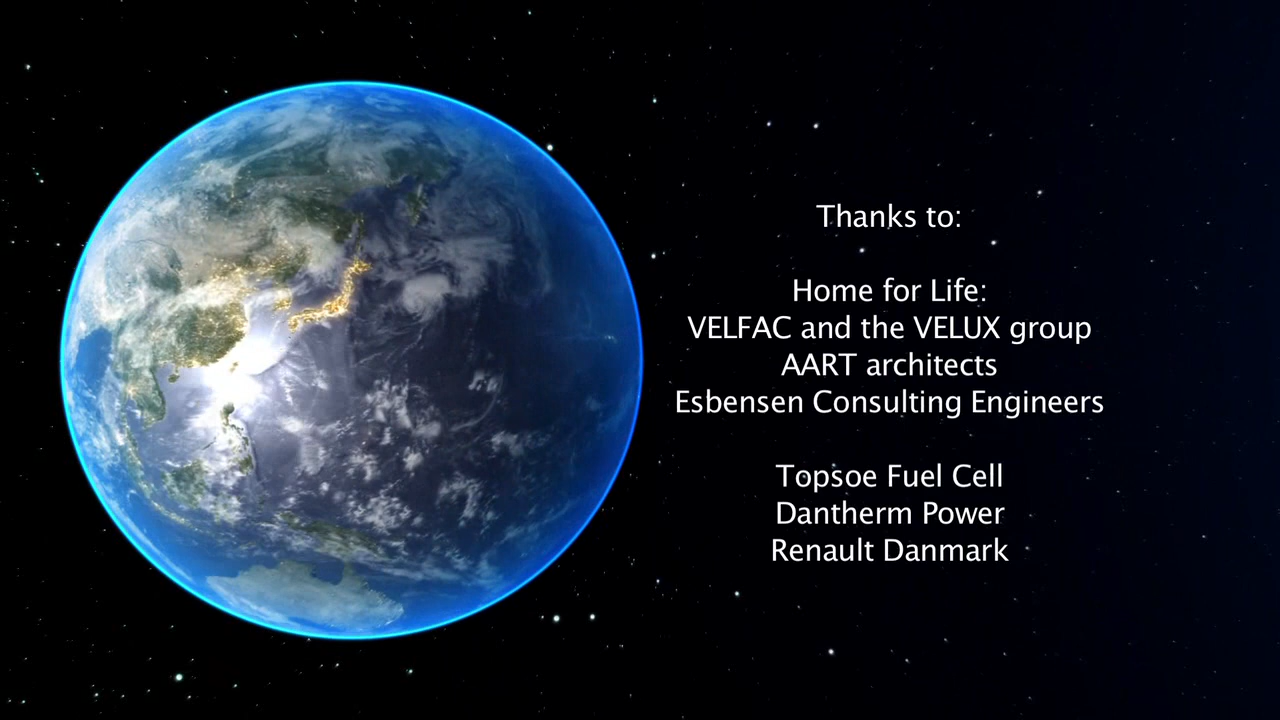 Thanks to:
Home for Life:
VELFAC and the VELUX group
AART architects
Esbensen Consulting Engineers
Topsoe Fuel Cell
Dantherm Power
Renault Danmark